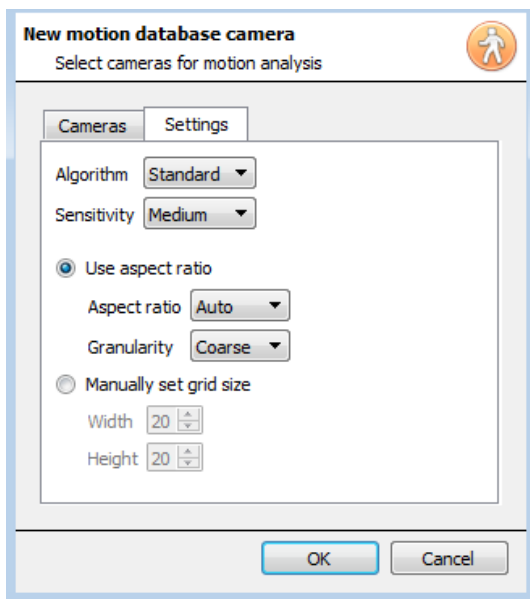 New motion database camera
Select cameras for motion analysis
Cameras Settings
Algorithm Standard
Sensitivity Medium
Use aspect ratio
Aspect ratio Auto
Granularity Coarse
Manually set grid size
Width 20
Height 20
OK Cancel